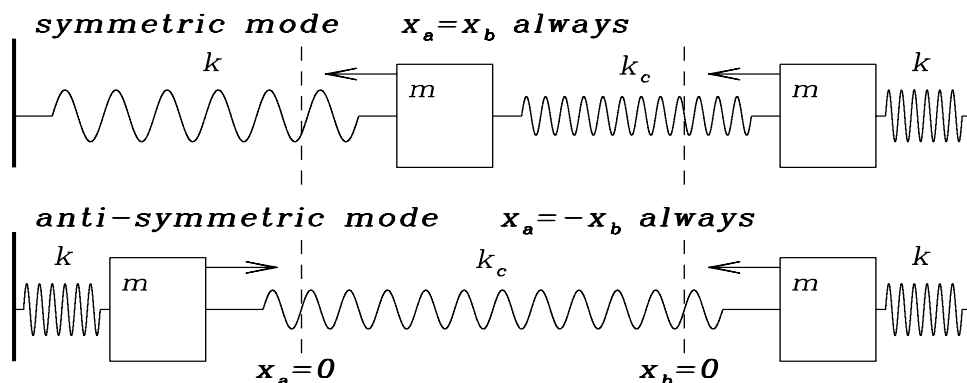 symmetric mode x_a=x_b always
k k_c k
m m
anti-symmetric mode x_a=-x_b always
k k_c k
m m
x_a=0 x_b=0